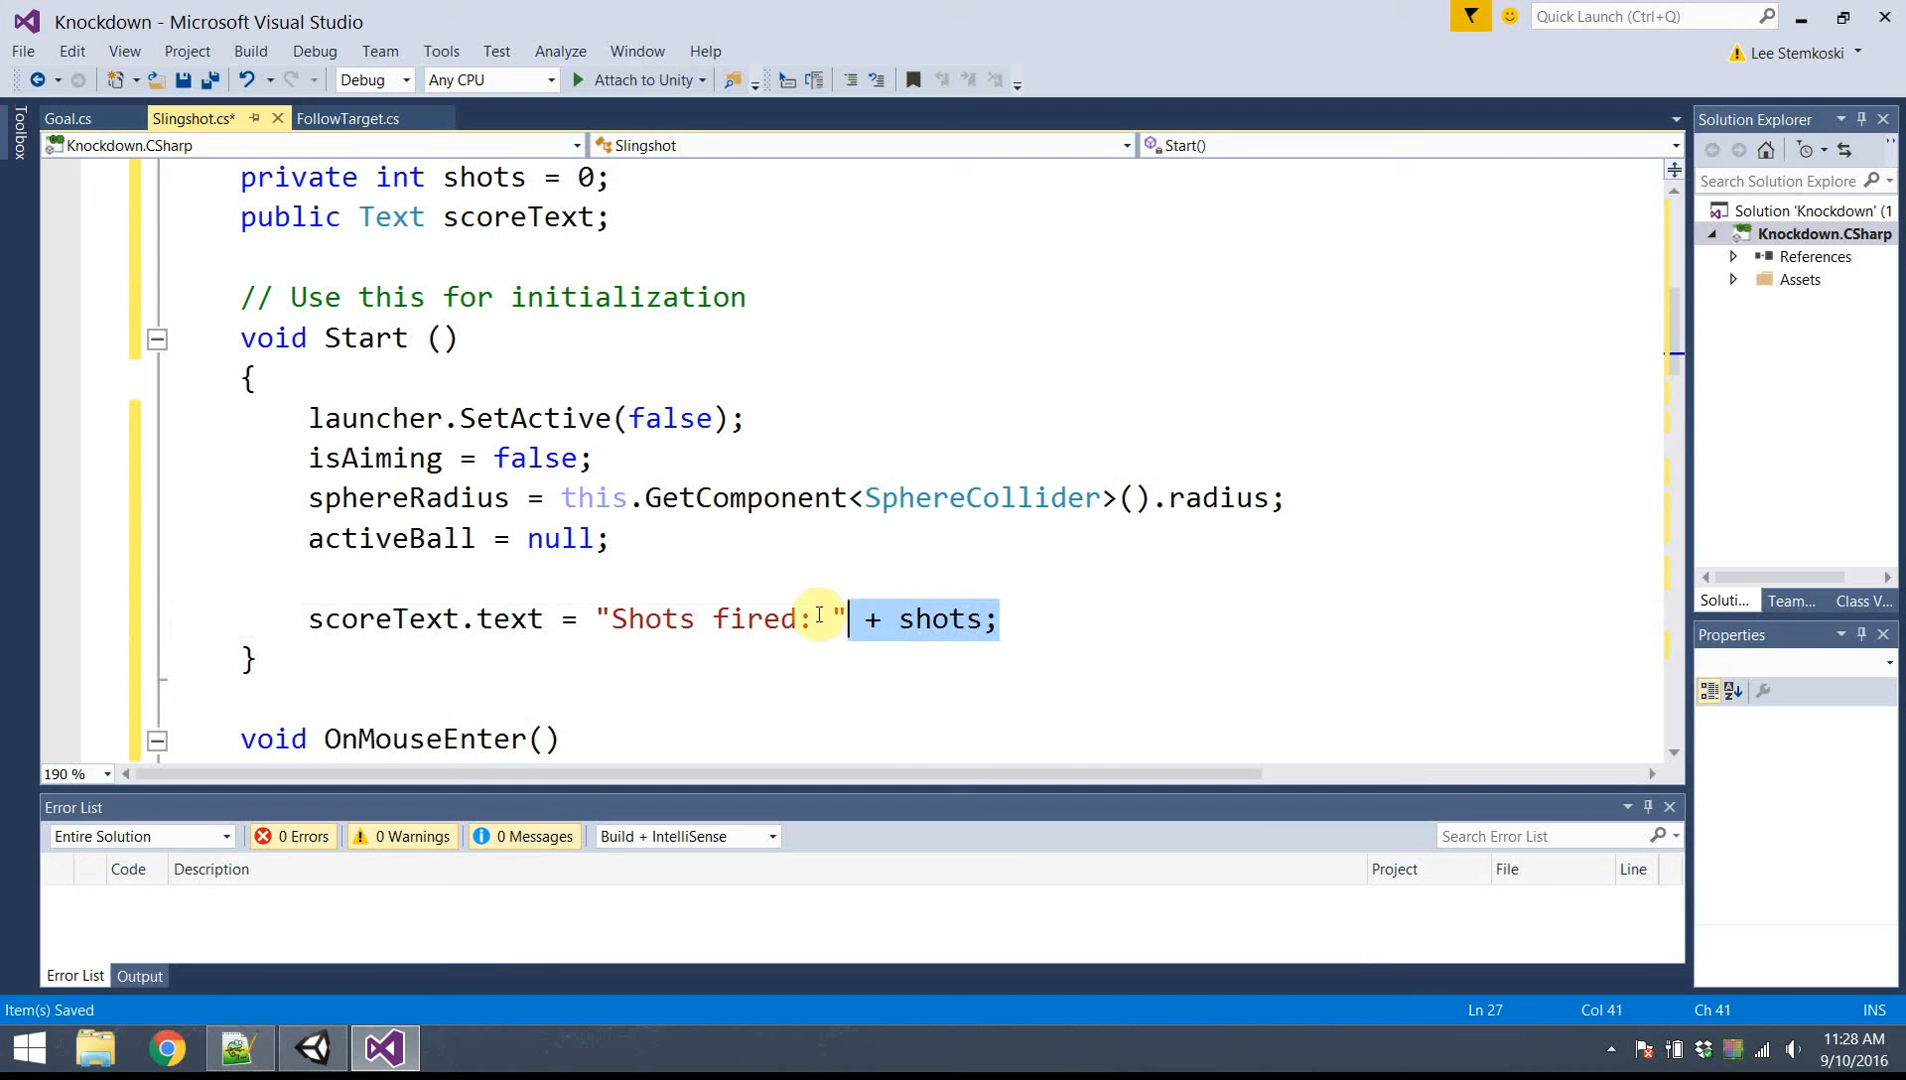 Knockdown - Microsoft Visual Studio
Quick Launch (Ctrl+Q)
File Edit View Project Build Debug Team Tools Test Analyze Window Help
Lee Stemkoski
Debug Any CPU Attach to Unity
Toolbox
Goal.cs Slingshot.cs* FollowTarget.cs
Knockdown.CSharp Slingshot Start()
private int shots = 0;
public Text scoreText;
// Use this for initialization
void Start ()
{
launcher.SetActive(false);
isAiming = false;
sphereRadius = this.GetComponent<SphereCollider>().radius;
activeBall = null;
scoreText.text = "Shots fired: " + shots;
}
void OnMouseEnter()
190 %
Solution Explorer
Search Solution Explore
Solution 'Knockdown' (1
Knockdown.CSharp
References
Assets
Soluti... Team... Class V...
Properties
Error List
Entire Solution 0 Errors 0 Warnings 0 Messages Build + IntelliSense Search Error List
Code Description Project File Line
Error List Output
Item(s) Saved Ln 27 Col 41 Ch 41 INS
11:28 AM
9/10/2016